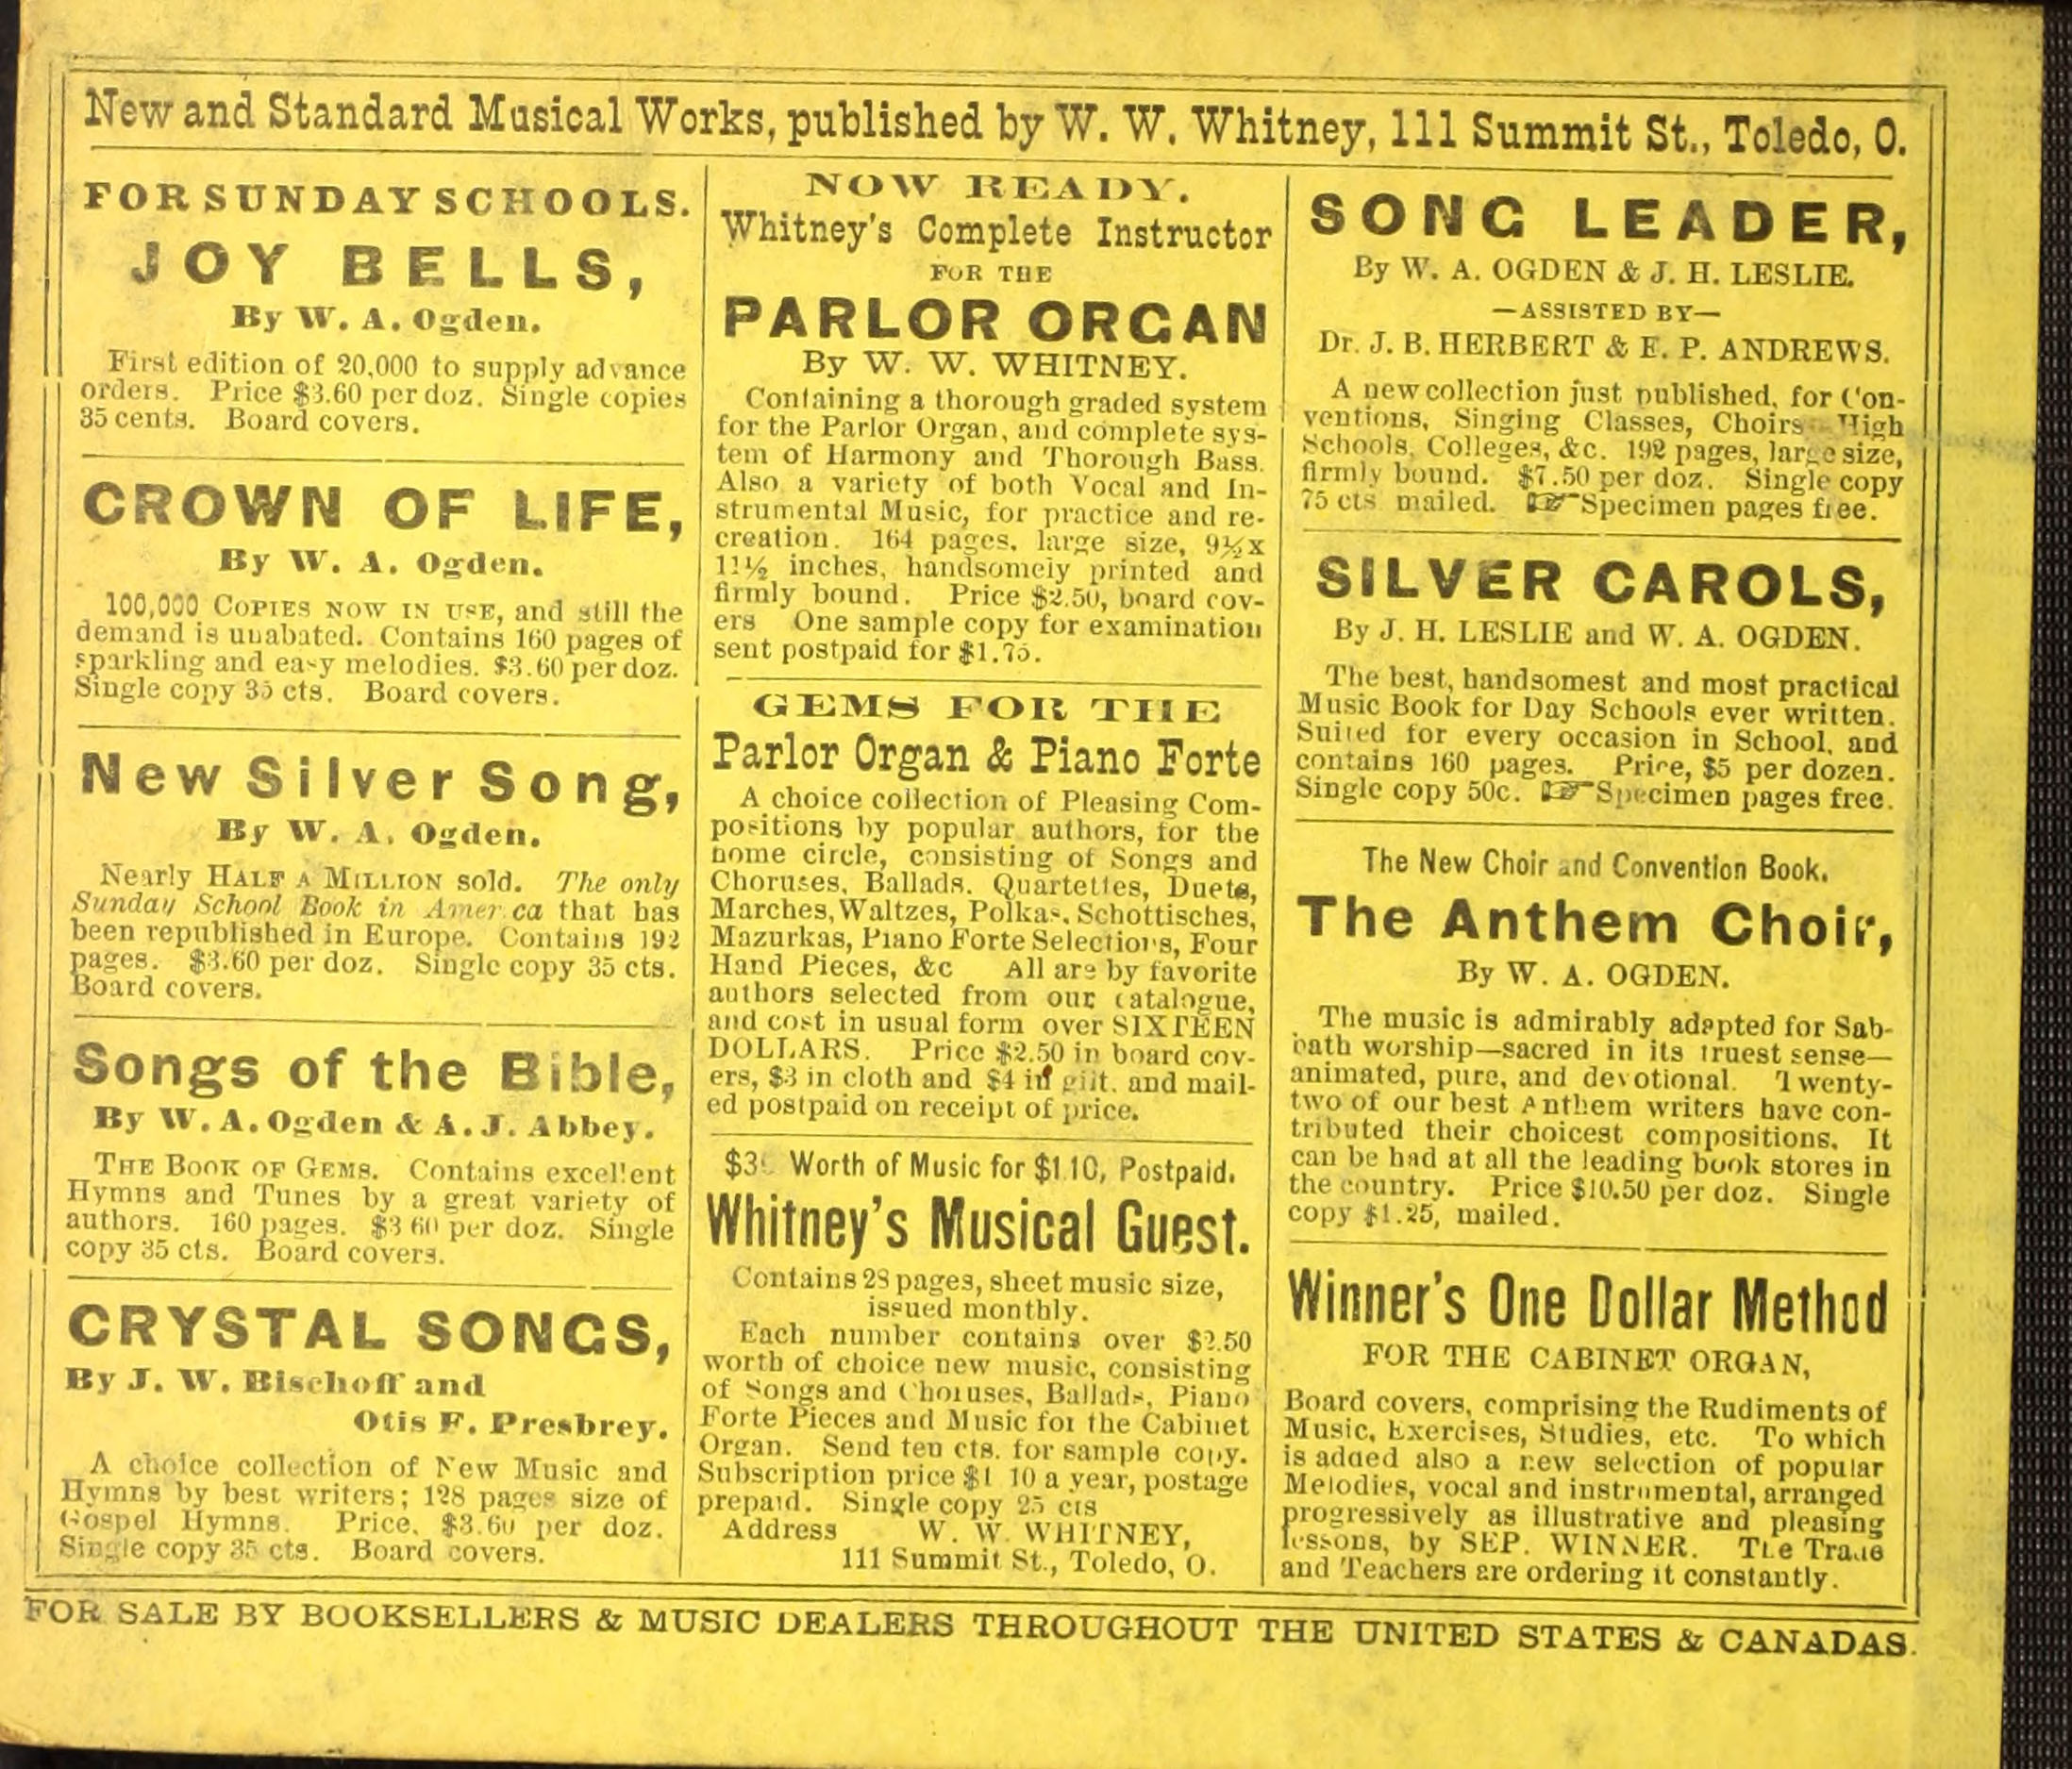 New and Standard Musical Works, published by W. W. Whitney, 111 Summit St., Toledo, O.
FOR SUNDAY SCHOOLS.
JOY BELLS,
By W. A. Ogden.
First edition of 20,000 to supply advance
orders. Price $3.60 per doz. Single copies
35 cents. Board covers.
CROWN OF LIFE,
By W. A. Ogden.
100,000 COPIES NOW IN USE, and still the
demand is unabated. Contains 160 pages of
sparkling and easy melodies. $3.60 per doz.
Single copy 35 cts. Board covers.
New Silver Song,
By W. A. Ogden.
Nearly HALF A MILLION sold. The only
Sunday School Book in America that has
been republished in Europe. Contains 192
pages. $3.60 per doz. Single copy 35 cts.
Board covers.
Songs of the Bible,
By W. A. Ogden & A. J. Abbey.
THE BOOK OF GEMS. Contains excellent
Hymns and Tunes by a great variety of
authors. 160 pages. $3 60 per doz. Single
copy 35 cts. Board covers.
CRYSTAL SONGS,
By J. W. Bischoff and
Otis F. Presbrey.
A choice collection of New Music and
Hymns by best writers; 128 pages size of
Gospel Hymns. Price, $3.60 per doz.
Single copy 35 cts. Board covers.
NOW READY.
Whitney's Complete Instructor
FOR THE
PARLOR ORGAN
By W. W. WHITNEY.
Containing a thorough graded system
for the Parlor Organ, and complete sys-
tem of Harmony and Thorough Bass.
Also a variety of both Vocal and In-
strumental Music, for practice and re-
creation. 164 pages, large size, 9½x
11½ inches, handsomely printed and
firmly bound. Price $2.50, board cov-
ers One sample copy for examination
sent postpaid for $1.75.
GEMS FOR THE
Parlor Organ & Piano Forte
A choice collection of Pleasing Com-
positions by popular authors, for the
home circle, consisting of Songs and
Choruses, Ballads. Quartettes, Duets,
Marches, Waltzes, Polkas, Schottisches,
Mazurkas, Piano Forte Selections, Four
Hand Pieces, &c All are by favorite
authors selected from our catalogue,
and cost in usual form over SIXTEEN
DOLLARS. Price $2.50 in board cov-
ers, $3 in cloth and $4 in gilt. and mail-
ed postpaid on receipt of price.
Worth of Music for $1.10, Postpaid.
Whitney's Musical Guest.
Contains 28 pages, sheet music size,
issued monthly.
Each number contains over $2.50
worth of choice new music, consisting
of Songs and Choruses, Ballads, Piano
Forte Pieces and Music for the Cabinet
Organ. Send ten cts. for sample copy.
Subscription price $1 10 a year, postage
prepaid. Single copy 25 cts
Address W. W. WHITNEY,
111 Summit St., Toledo, O.
SONG LEADER,
By W. A. OGDEN & J. H. LESLIE.
—ASSISTED BY—
Dr. J. B. HERBERT & E. P. ANDREWS.
A new collection just published, for Con-
ventions, Singing Classes, Choirs High
Schools, Colleges, &c. 192 pages, large size,
firmly bound. $7.50 per doz. Single copy
75 cts mailed. ☞Specimen pages free.
SILVER CAROLS,
By J. H. LESLIE and W. A. OGDEN.
The best, handsomest and most practical
Music Book for Day Schools ever written.
Suited for every occasion in School, and
contains 160 pages. Price, $5 per dozen.
Single copy 50c. ☞Specimen pages free.
The New Choir and Convention Book.
The Anthem Choir,
By W. A. OGDEN.
The music is admirably adapted for Sab-
bath worship—sacred in its truest sense—
animated, pure, and devotional. Twenty-
two of our best Anthem writers have con-
tributed their choicest compositions. It
can be had at all the leading book stores in
the country. Price $10.50 per doz. Single
copy $1.25, mailed.
Winner's One Dollar Method
FOR THE CABINET ORGAN,
Board covers, comprising the Rudiments of
Music, Exercises, Studies, etc. To which
is added also a new selection of popular
Melodies, vocal and instrumental, arranged
progressively as illustrative and pleasing
lessons, by SEP. WINNER. The Trade
and Teachers are ordering it constantly.
FOR SALE BY BOOKSELLERS & MUSIC DEALERS THROUGHOUT THE UNITED STATES & CANADAS.